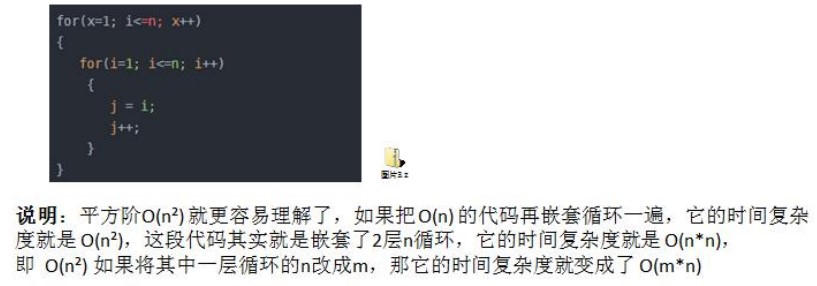 for(x=1; i<=n; x++)
{
for(i=1; i<=n; i++)
{
j = i;
j++;
}
}
图片3.z
说明：平方阶O(n²) 就更容易理解了，如果把 O(n) 的代码再嵌套循环一遍，它的时间复杂
度就是 O(n²)，这段代码其实就是嵌套了2层n循环，它的时间复杂度就是 O(n*n)，
即 O(n²) 如果将其中一层循环的n改成m，那它的时间复杂度就变成了 O(m*n)